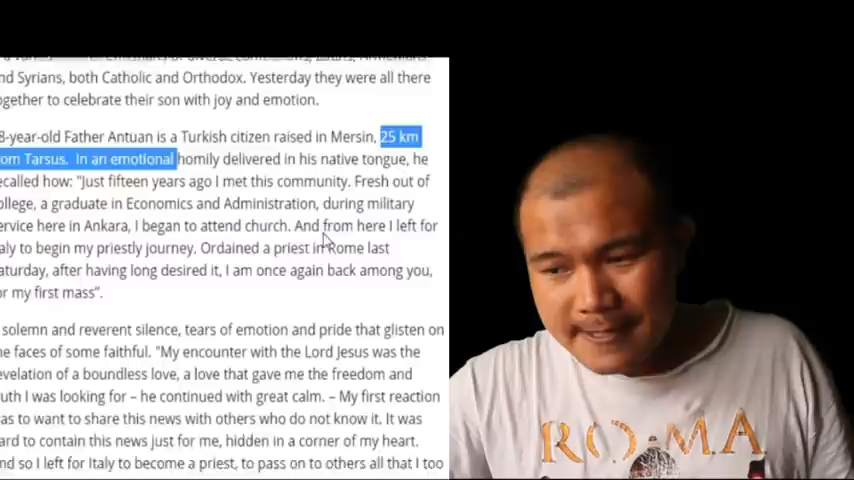 nd Syrians, both Catholic and Orthodox. Yesterday they were all there
ogether to celebrate their son with joy and emotion.
8-year-old Father Antuan is a Turkish citizen raised in Mersin, 25 km
om Tarsus. In an emotional homily delivered in his native tongue, he
ecalled how: "Just fifteen years ago I met this community. Fresh out of
ollege, a graduate in Economics and Administration, during military
ervice here in Ankara, I began to attend church. And from here I left for
aly to begin my priestly journey. Ordained a priest in Rome last
aturday, after having long desired it, I am once again back among you,
or my first mass”.
solemn and reverent silence, tears of emotion and pride that glisten on
he faces of some faithful. "My encounter with the Lord Jesus was the
evelation of a boundless love, a love that gave me the freedom and
uth I was looking for – he continued with great calm. – My first reaction
as to want to share this news with others who do not know it. It was
ard to contain this news just for me, hidden in a corner of my heart.
nd so I left for Italy to become a priest, to pass on to others all that I too
ROMA